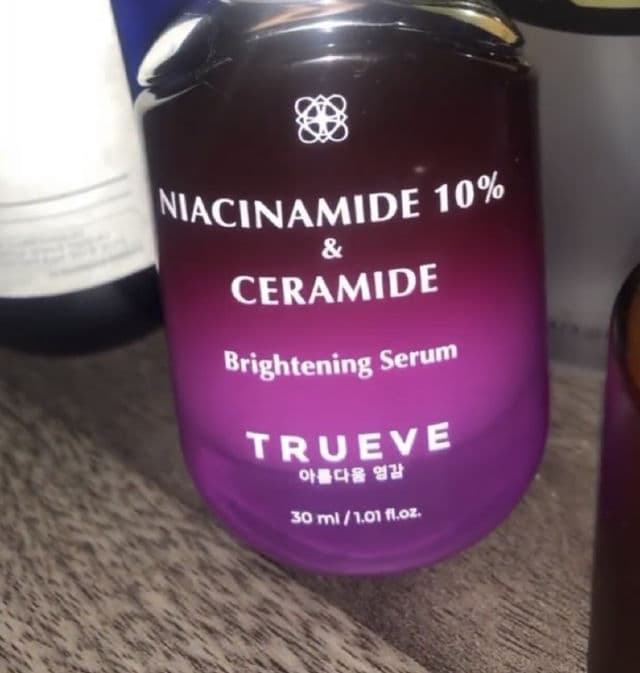 NIACINAMIDE 10%
&
CERAMIDE
Brightening Serum
TRUEVE
아름다움 영감
30 ml / 1.01 fl.oz.